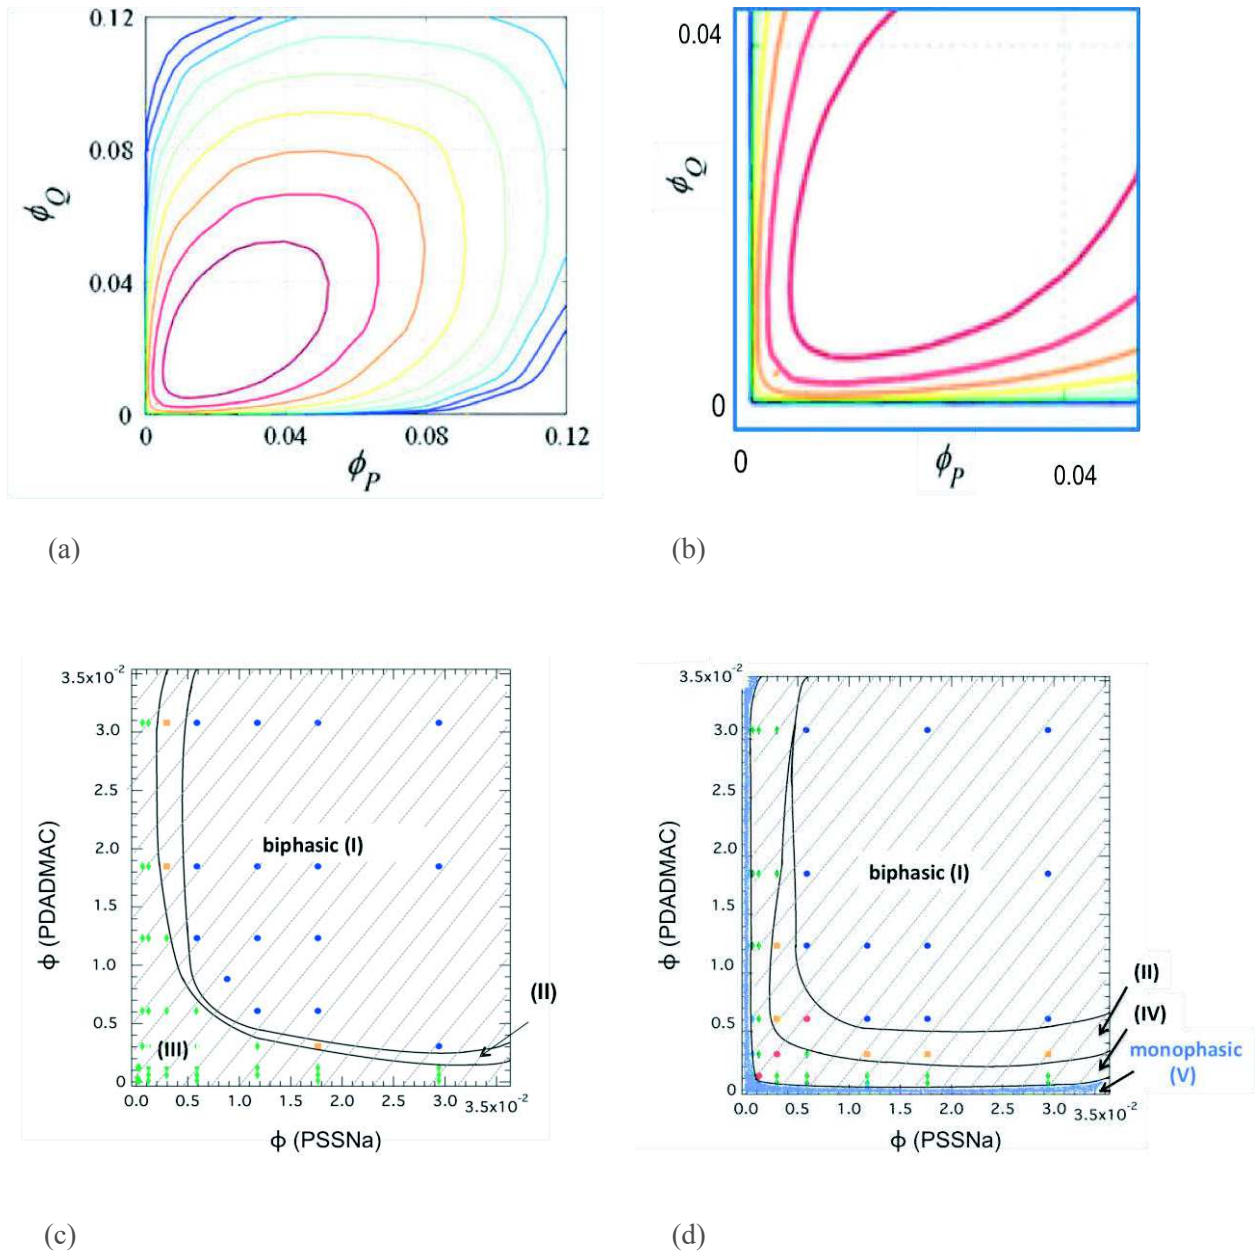 0.12
0.08
0.04
0
ϕQ
0
0.04
0.08
0.12
ϕP
0.04
0
ϕQ
0
ϕP
0.04
(a)
(b)
3.5x10-2
3.0
2.5
2.0
1.5
1.0
0.5
0
ϕ (PDADMAC)
biphasic (I)
(II)
(III)
0.0
0.5
1.0
1.5
2.0
2.5
3.0
3.5x10-2
ϕ (PSSNa)
3.5x10-2
3.0
2.5
2.0
1.5
1.0
0.5
0
ϕ (PDADMAC)
biphasic (I)
(II)
(IV)
monophasic
(V)
0.0
0.5
1.0
1.5
2.0
2.5
3.0
3.5x10-2
ϕ (PSSNa)
(c)
(d)